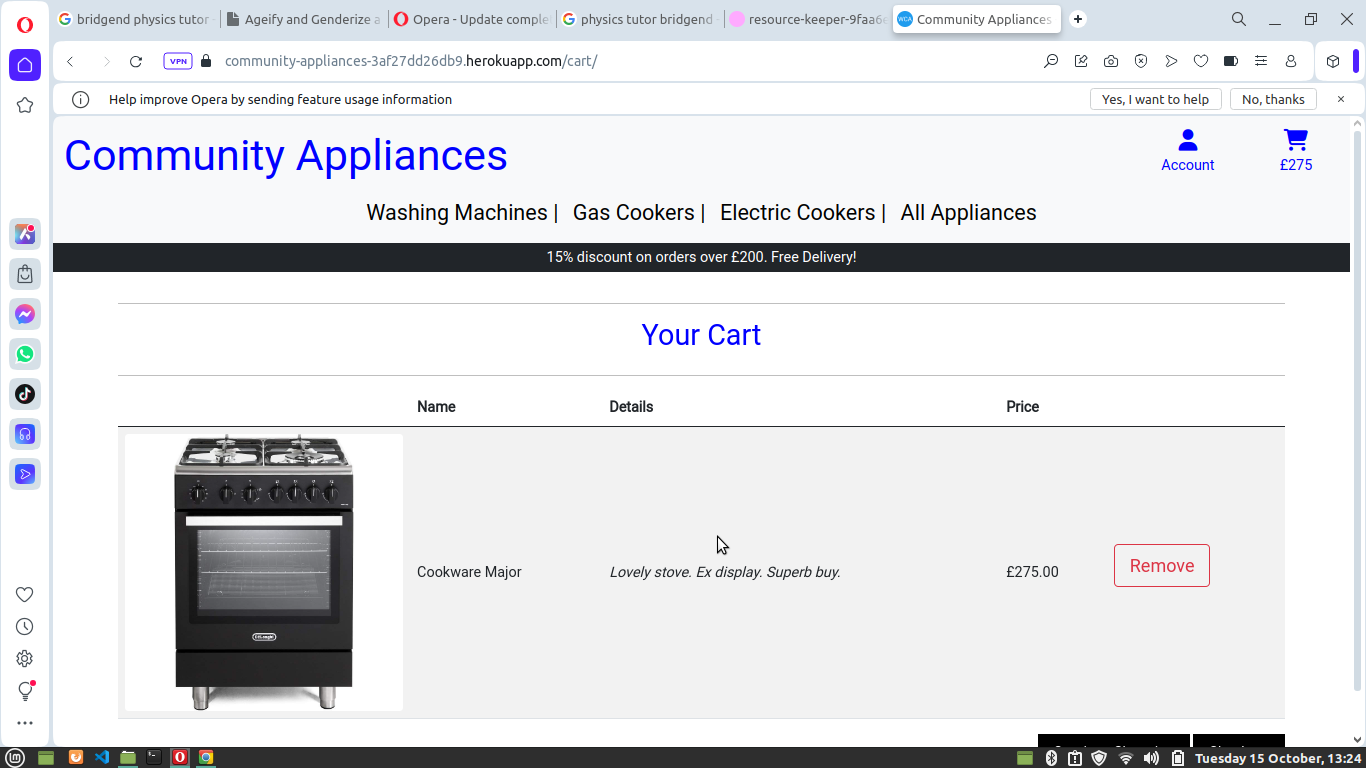 bridgend physics tutor
Ageify and Genderize a
Opera - Update comple
physics tutor bridgend
resource-keeper-9faa6
WCA Community Appliances
VPN community-appliances-3af27dd26db9.herokuapp.com/cart/
Help improve Opera by sending feature usage information
Yes, I want to help
No, thanks
Community Appliances
Account
£275
Washing Machines | Gas Cookers | Electric Cookers | All Appliances
15% discount on orders over £200. Free Delivery!
Your Cart
Name Details Price
Cookware Major Lovely stove. Ex display. Superb buy. £275.00 Remove
DeLonghi
Tuesday 15 October, 13:24